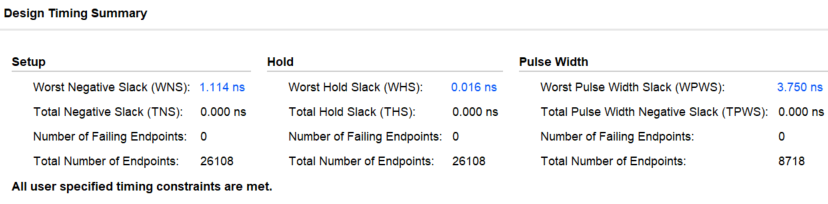 Design Timing Summary
Setup Hold Pulse Width
Worst Negative Slack (WNS): 1.114 ns Worst Hold Slack (WHS): 0.016 ns Worst Pulse Width Slack (WPWS): 3.750 ns
Total Negative Slack (TNS): 0.000 ns Total Hold Slack (THS): 0.000 ns Total Pulse Width Negative Slack (TPWS): 0.000 ns
Number of Failing Endpoints: 0 Number of Failing Endpoints: 0 Number of Failing Endpoints: 0
Total Number of Endpoints: 26108 Total Number of Endpoints: 26108 Total Number of Endpoints: 8718
All user specified timing constraints are met.